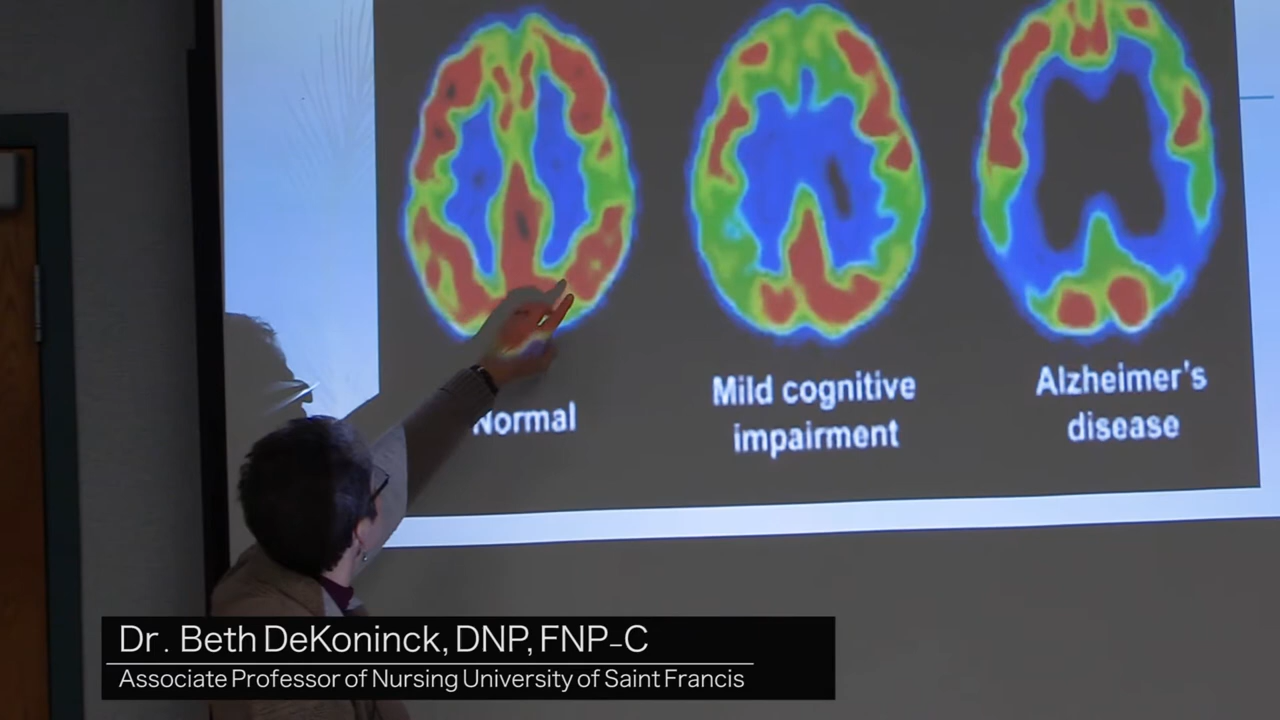 Normal
Mild cognitive
impairment
Alzheimer's
disease
Dr. Beth DeKoninck, DNP, FNP-C
Associate Professor of Nursing University of Saint Francis